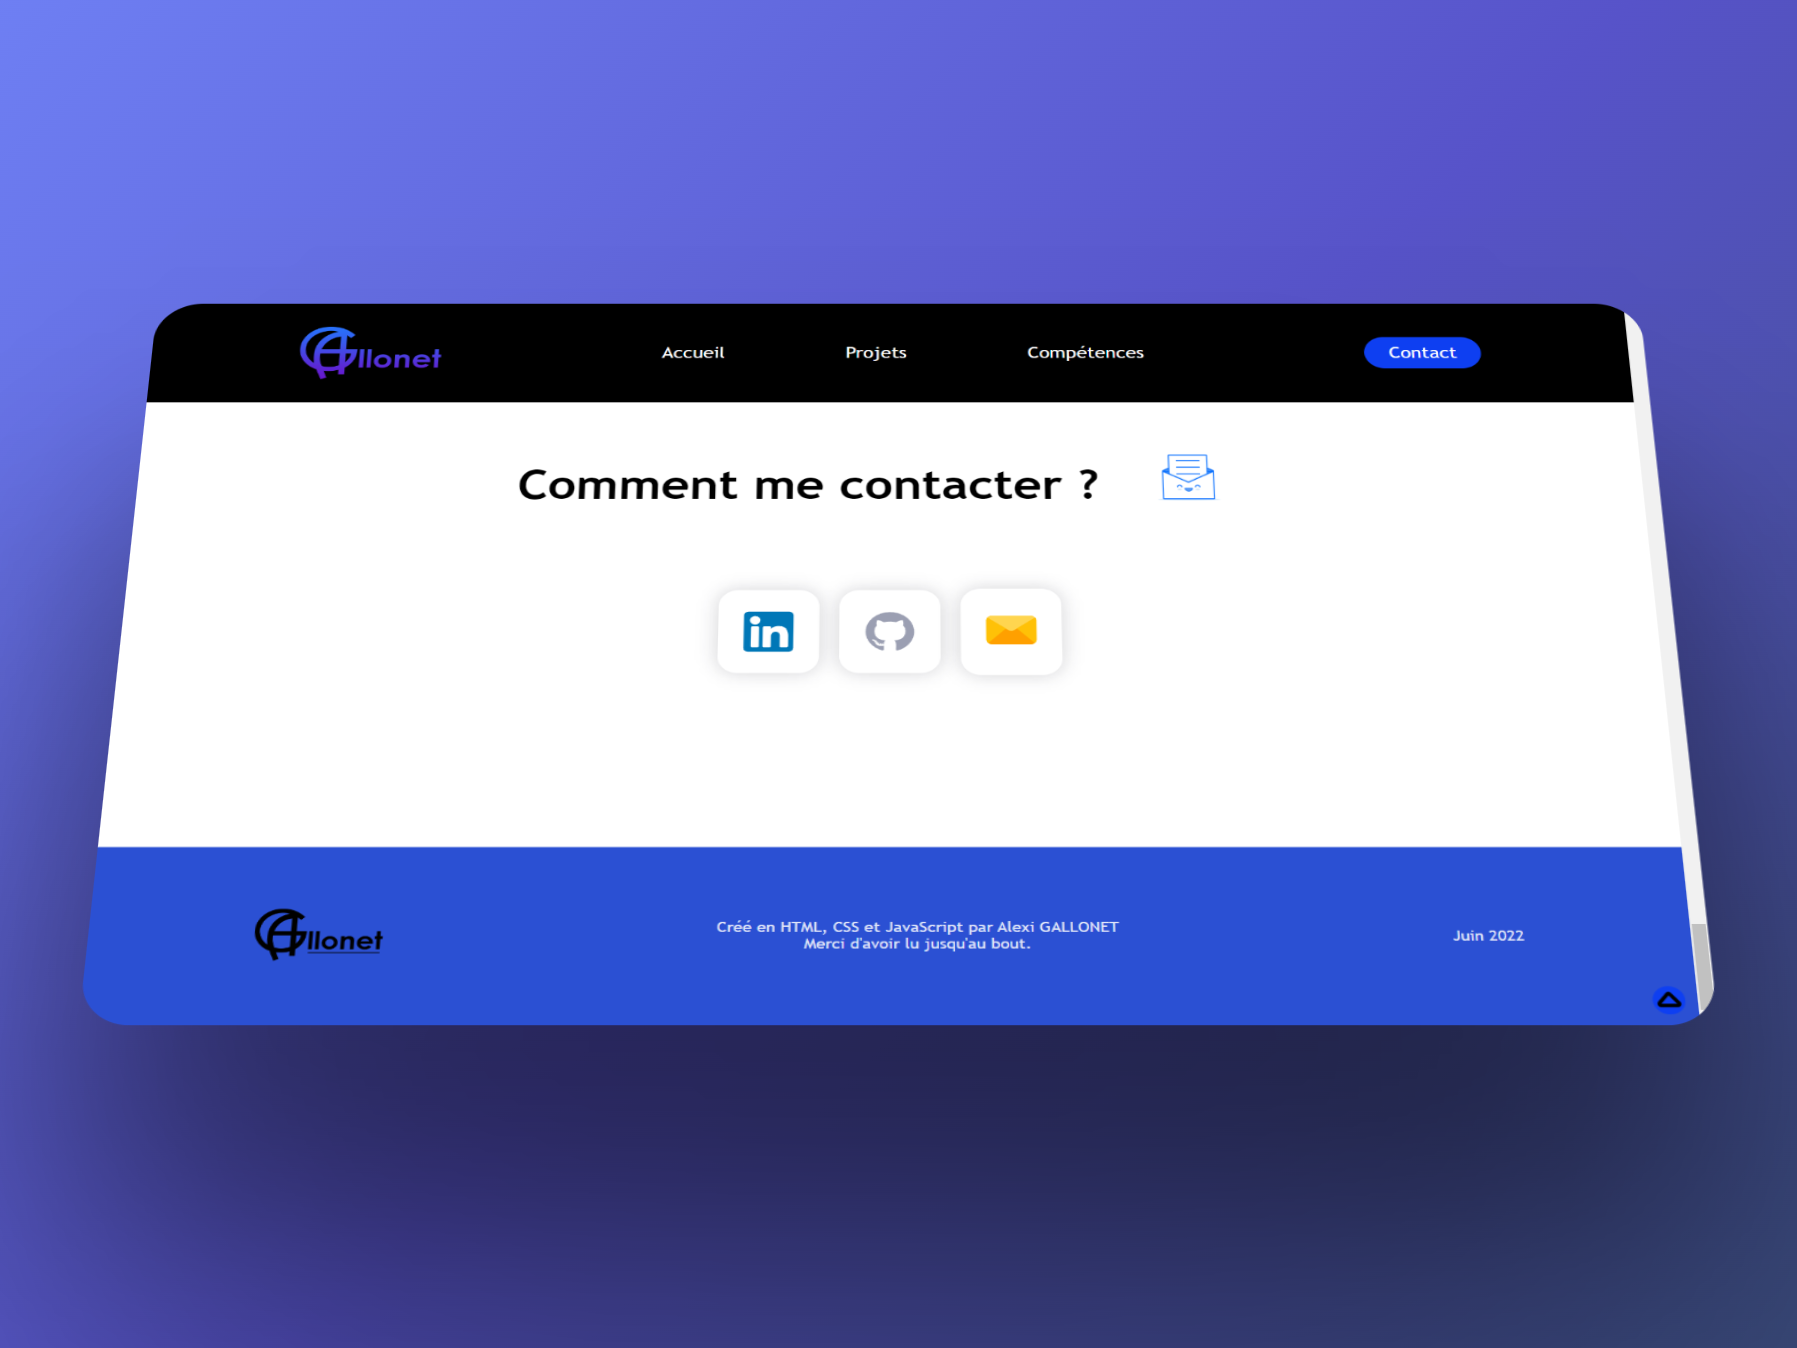 Gallonet
Accueil
Projets
Compétences
Contact
Comment me contacter ?
in
Gallonet
Créé en HTML, CSS et JavaScript par Alexi GALLONET
Merci d'avoir lu jusqu'au bout.
Juin 2022